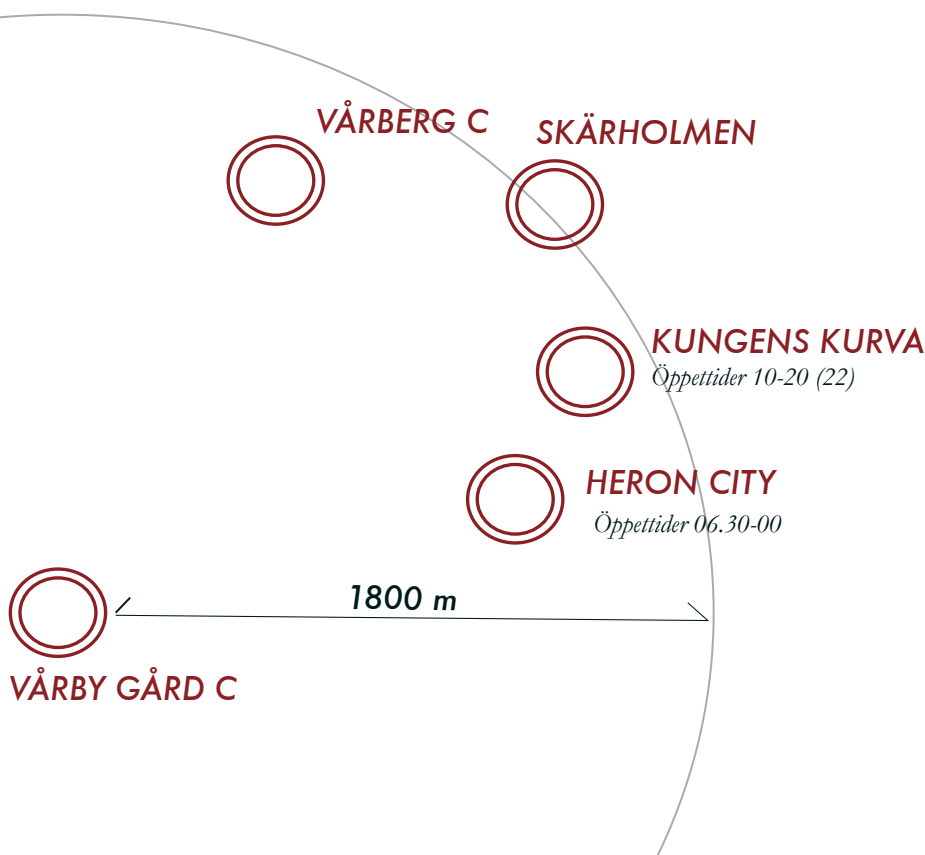 VÅRBERG C
SKÄRHOLMEN
KUNGENS KURVA
Öppettider 10-20 (22)
HERON CITY
Öppettider 06.30-00
1800 m
VÅRBY GÅRD C